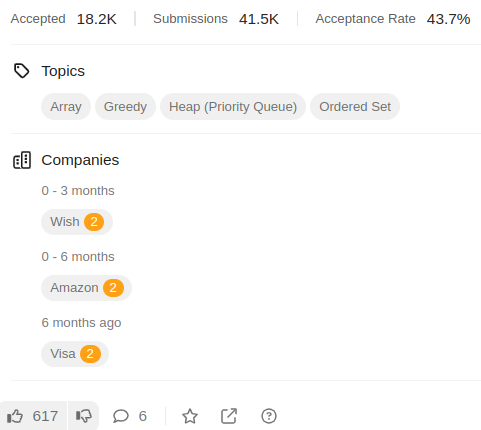 Accepted 18.2K Submissions 41.5K Acceptance Rate 43.7%
Topics
Array Greedy Heap (Priority Queue) Ordered Set
Companies
0 - 3 months
Wish 2
0 - 6 months
Amazon 2
6 months ago
Visa 2
617 6